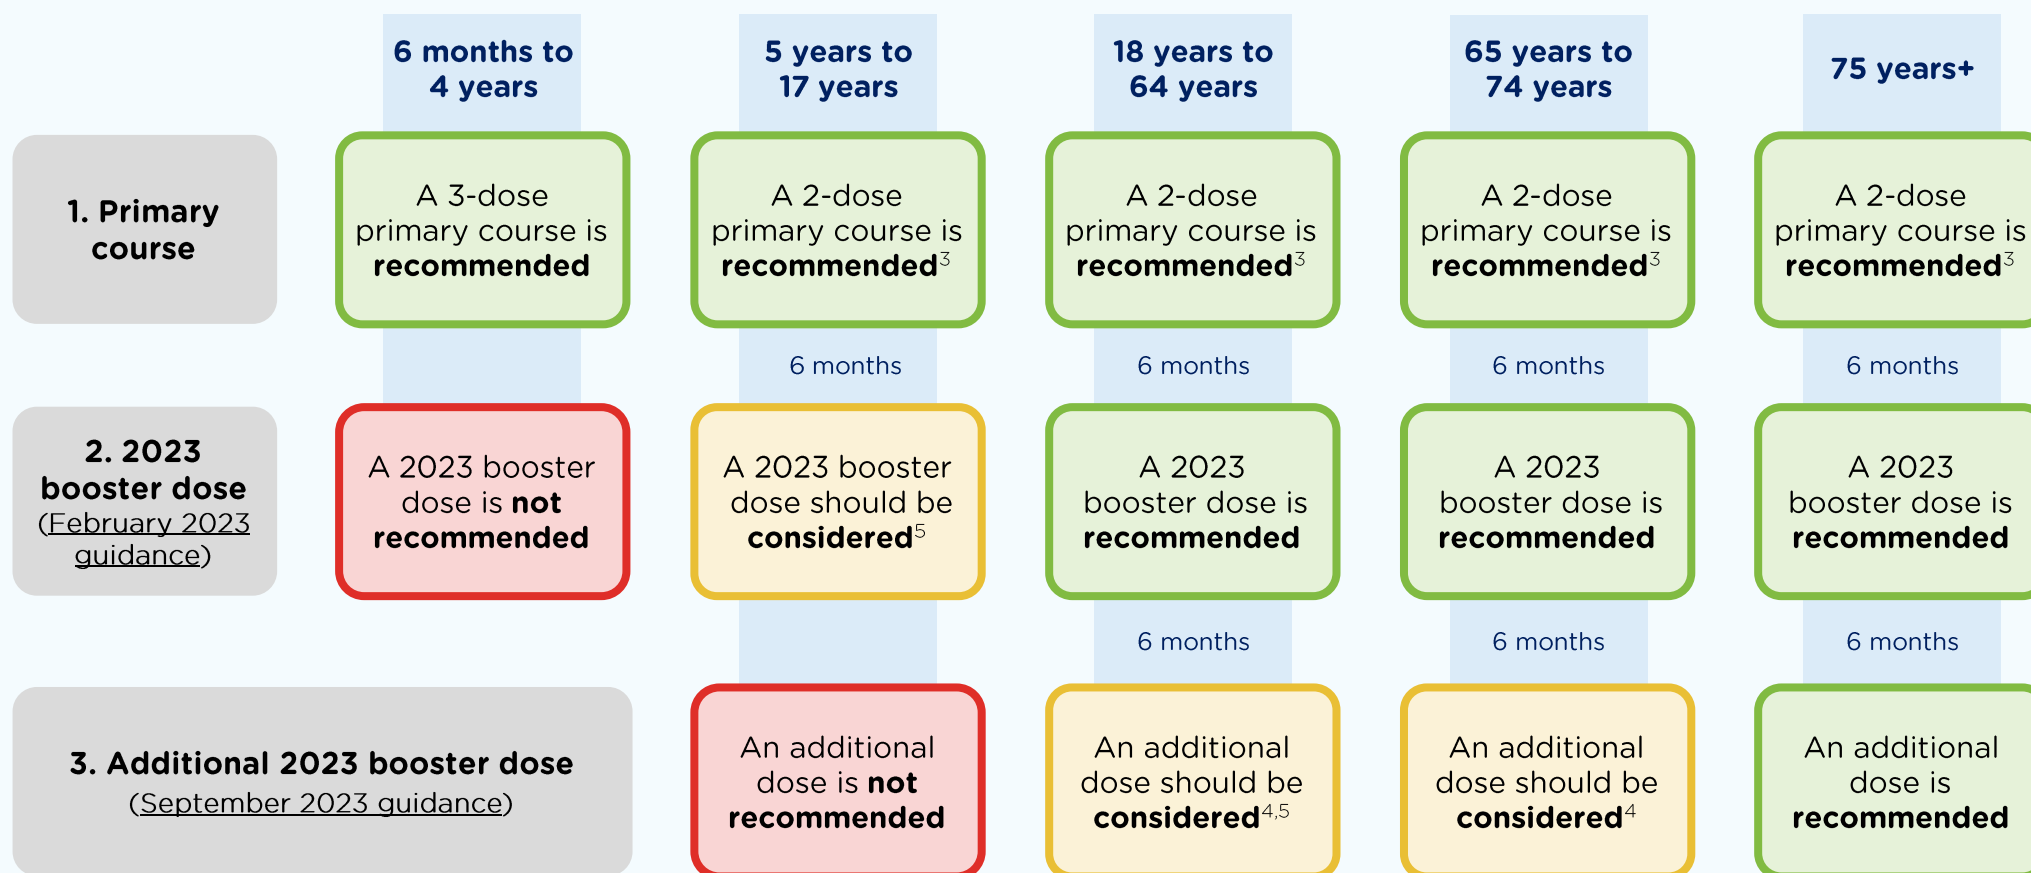 6 months to
4 years
5 years to
17 years
18 years to
64 years
65 years to
74 years
75 years+
1. Primary
course
A 3-dose
primary course is
recommended
A 2-dose
primary course is
recommended3
A 2-dose
primary course is
recommended3
A 2-dose
primary course is
recommended3
A 2-dose
primary course is
recommended3
6 months
6 months
6 months
6 months
2. 2023
booster dose
(February 2023
guidance)
A 2023 booster
dose is not
recommended
A 2023 booster
dose should be
considered5
A 2023
booster dose is
recommended
A 2023
booster dose is
recommended
A 2023
booster dose is
recommended
6 months
6 months
6 months
3. Additional 2023 booster dose
(September 2023 guidance)
An additional
dose is not
recommended
An additional
dose should be
considered4,5
An additional
dose should be
considered4
An additional
dose is
recommended